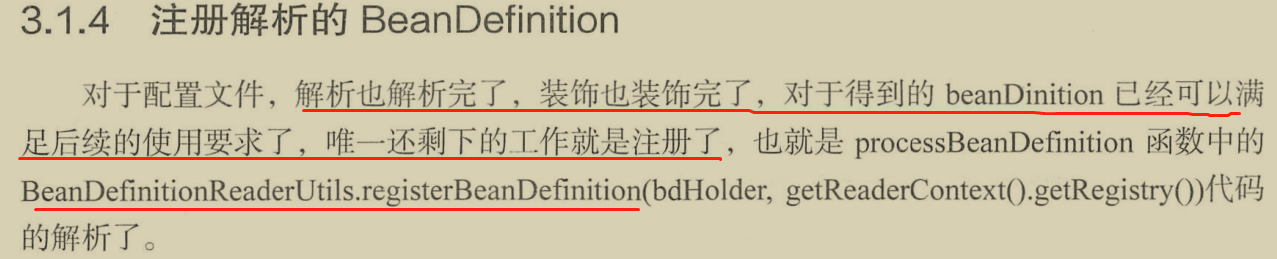 3.1.4 注册解析的 BeanDefinition
对于配置文件，解析也解析完了，装饰也装饰完了，对于得到的 beanDinition 已经可以满
足后续的使用要求了，唯一还剩下的工作就是注册了，也就是 processBeanDefinition 函数中的
BeanDefinitionReaderUtils.registerBeanDefinition(bdHolder, getReaderContext().getRegistry())代码
的解析了。